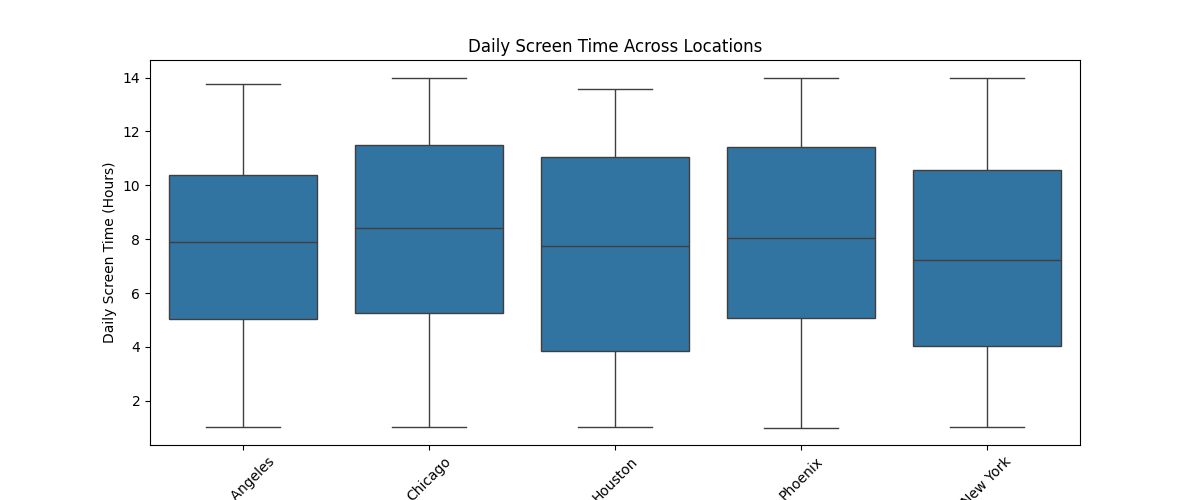 Daily Screen Time Across Locations
Daily Screen Time (Hours)
14
12
10
8
6
4
2
Angeles
Chicago
Houston
Phoenix
New York